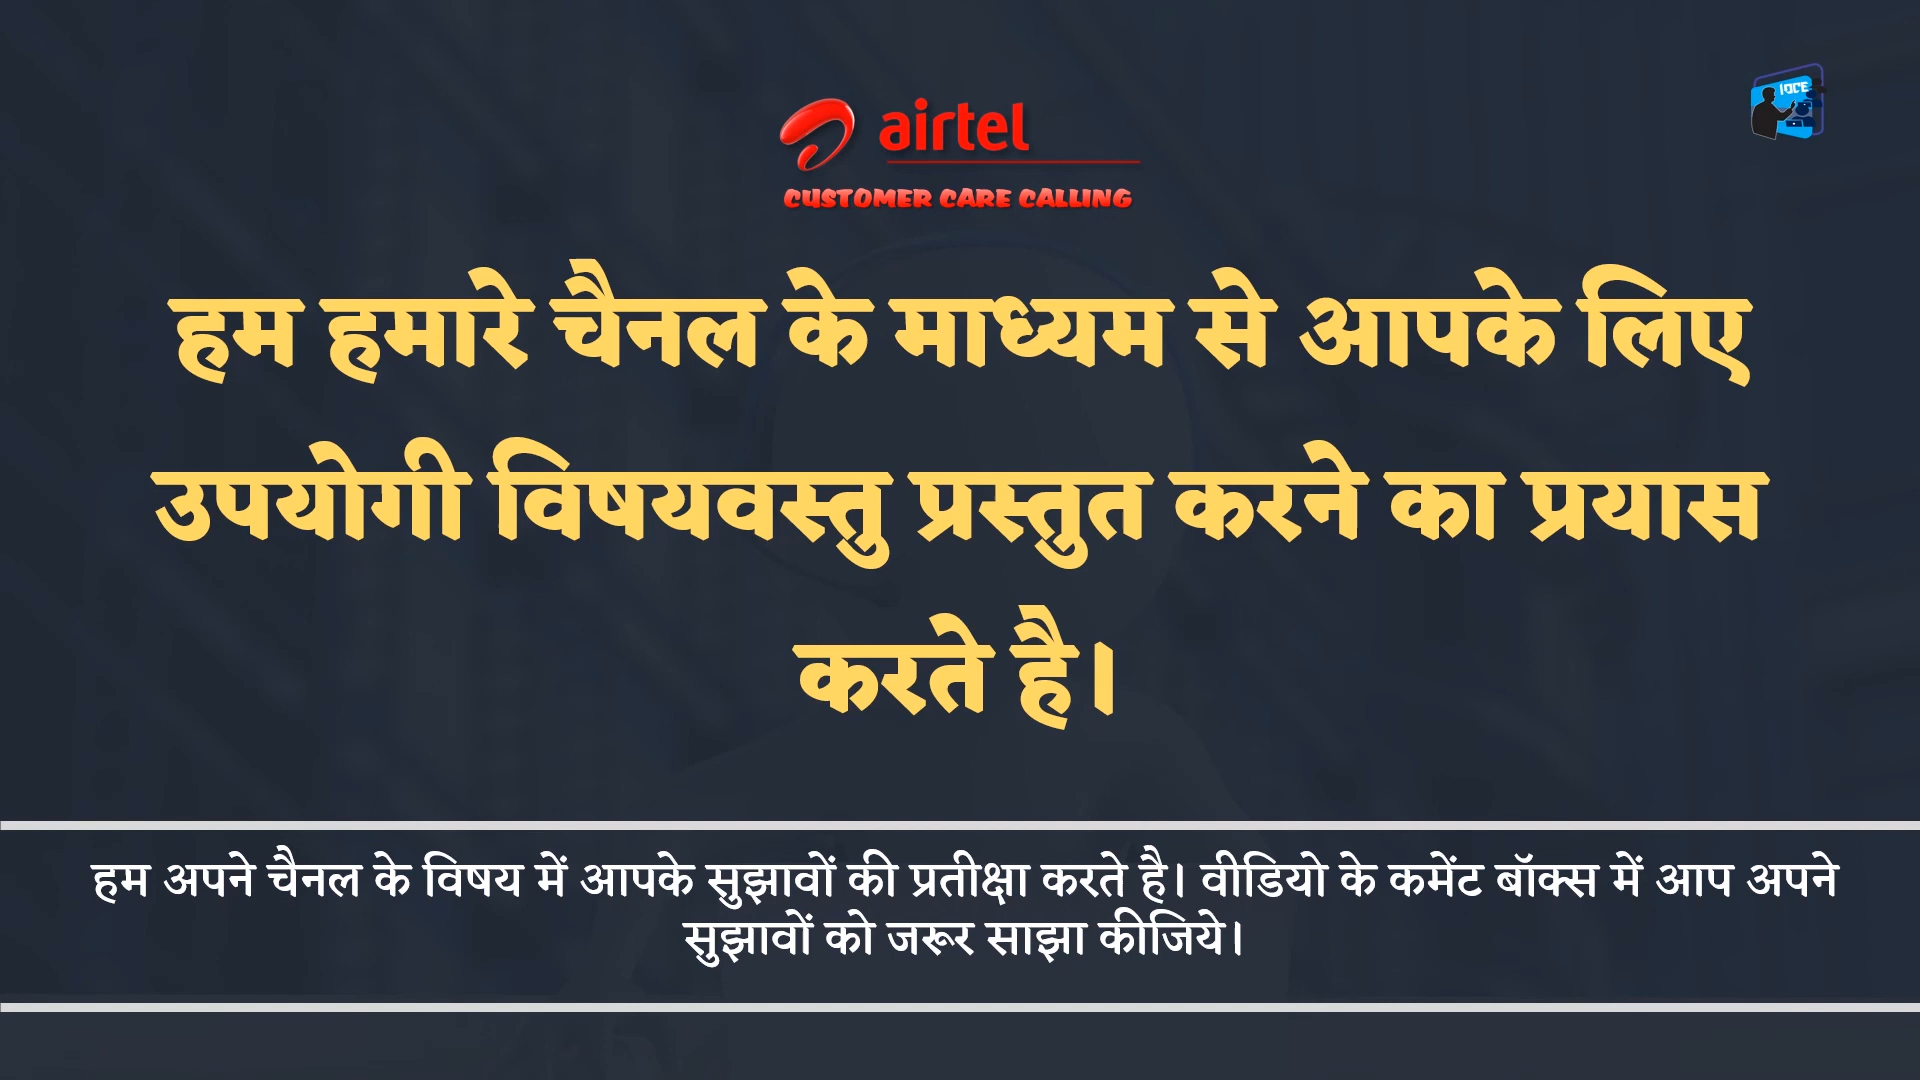 airtel
IQCE
CUSTOMER CARE CALLING
हम हमारे चैनल के माध्यम से आपके लिए
उपयोगी विषयवस्तु प्रस्तुत करने का प्रयास
करते है।
हम अपने चैनल के विषय में आपके सुझावों की प्रतीक्षा करते है। वीडियो के कमेंट बॉक्स में आप अपने
सुझावों को जरूर साझा कीजिये।